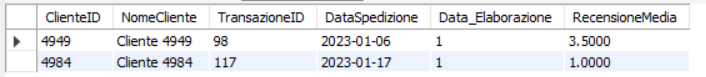 ClienteID NomeCliente TransazioneID DataSpedizione Data_Elaborazione RecensioneMedia
4949 Cliente 4949 98 2023-01-06 1 3.5000
4984 Cliente 4984 117 2023-01-17 1 1.0000